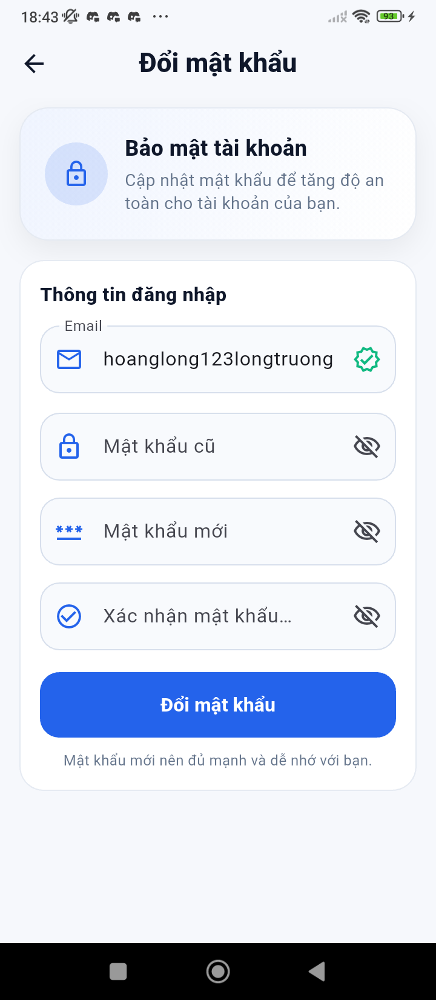 18:43
93
Đổi mật khẩu
Bảo mật tài khoản
Cập nhật mật khẩu để tăng độ an
toàn cho tài khoản của bạn.
Thông tin đăng nhập
Email
hoanglong123longtruong
Mật khẩu cũ
Mật khẩu mới
Xác nhận mật khẩu…
Đổi mật khẩu
Mật khẩu mới nên đủ mạnh và dễ nhớ với bạn.